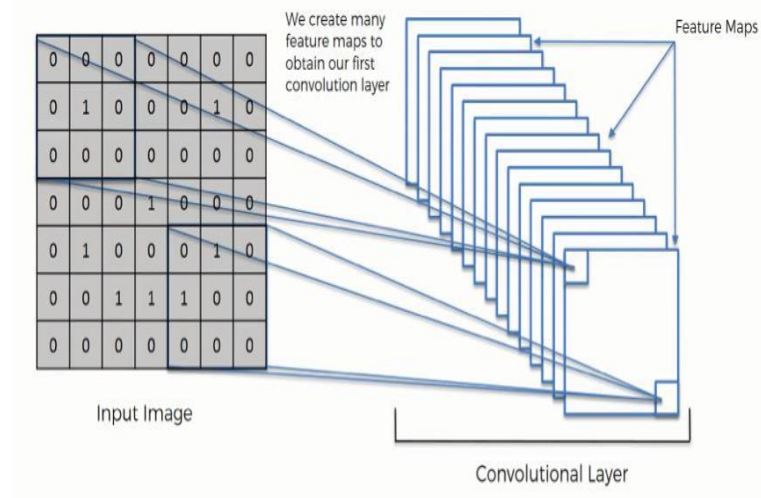 We create many
feature maps to
obtain our first
convolution layer
Feature Maps
0 0 0 0 0 0 0
0 1 0 0 0 1 0
0 0 0 0 0 0 0
0 0 0 1 0 0 0
0 1 0 0 0 1 0
0 0 1 1 1 0 0
0 0 0 0 0 0 0
Input Image
Convolutional Layer